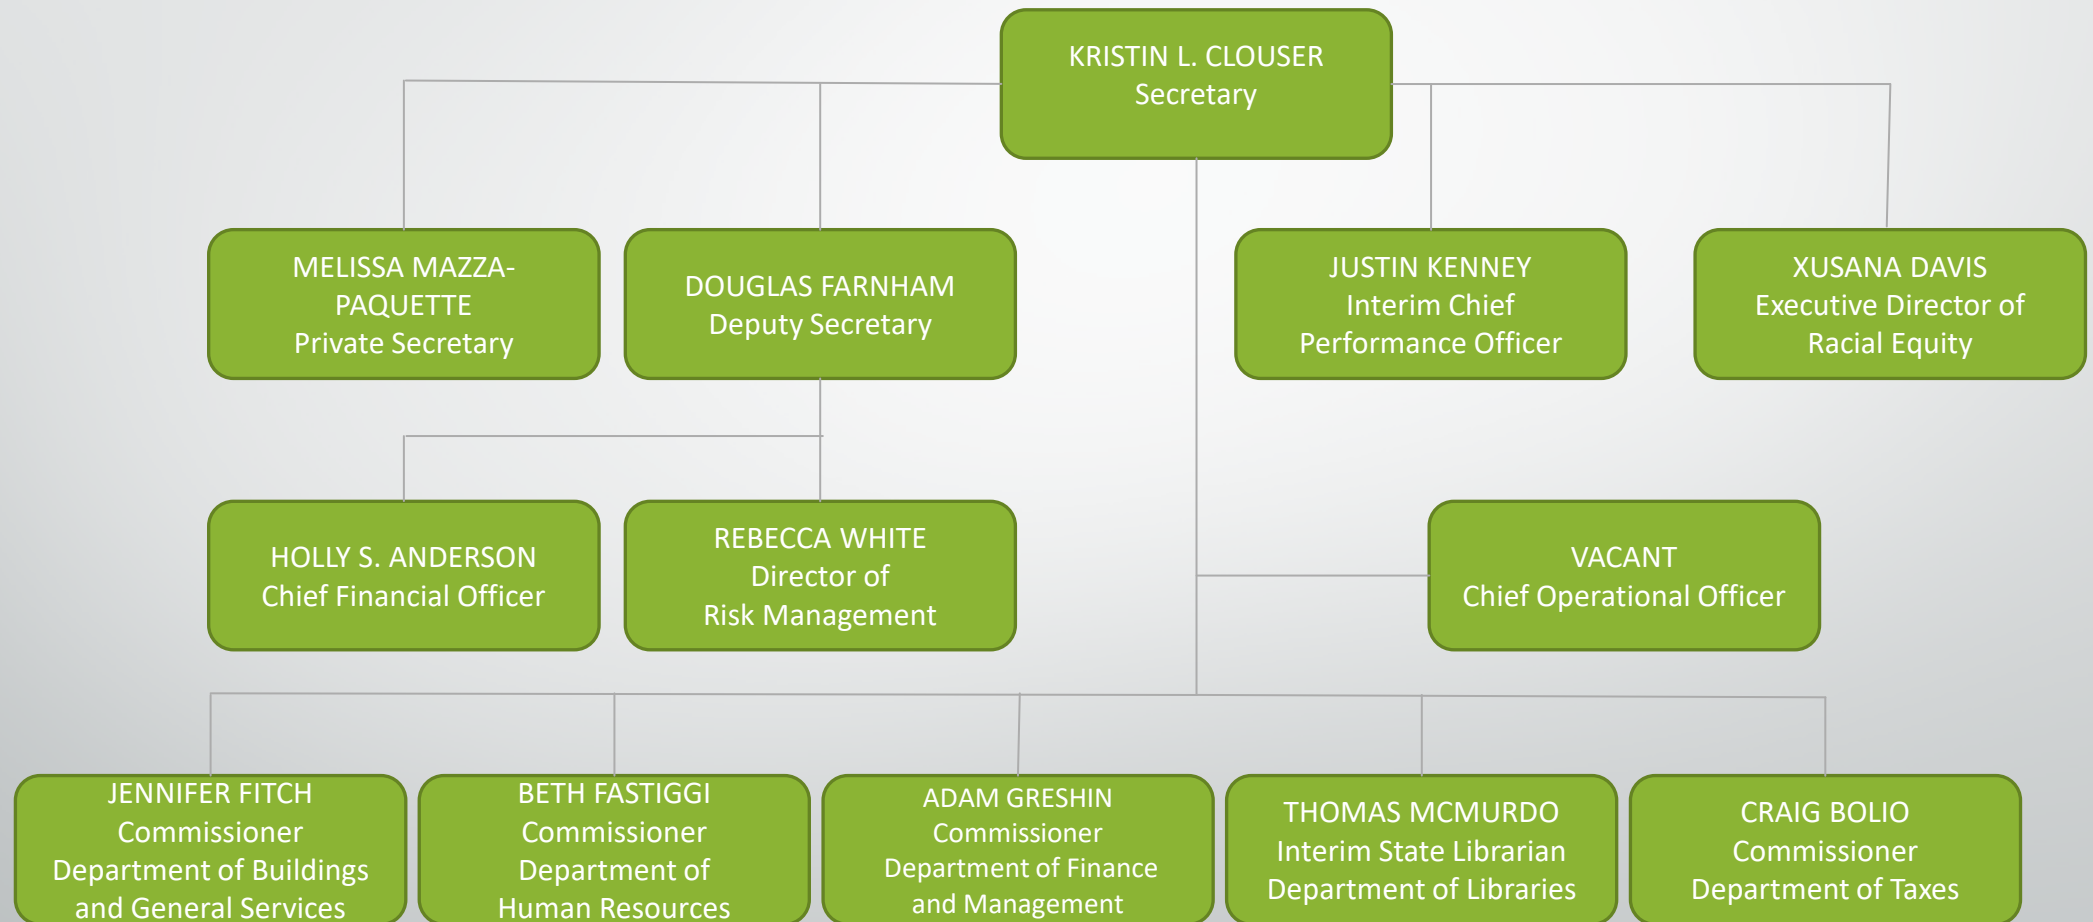 KRISTIN L. CLOUSER
Secretary
MELISSA MAZZA-
PAQUETTE
Private Secretary
DOUGLAS FARNHAM
Deputy Secretary
JUSTIN KENNEY
Interim Chief
Performance Officer
XUSANA DAVIS
Executive Director of
Racial Equity
HOLLY S. ANDERSON
Chief Financial Officer
REBECCA WHITE
Director of
Risk Management
VACANT
Chief Operational Officer
JENNIFER FITCH
Commissioner
Department of Buildings
and General Services
BETH FASTIGGI
Commissioner
Department of
Human Resources
ADAM GRESHIN
Commissioner
Department of Finance
and Management
THOMAS MCMURDO
Interim State Librarian
Department of Libraries
CRAIG BOLIO
Commissioner
Department of Taxes